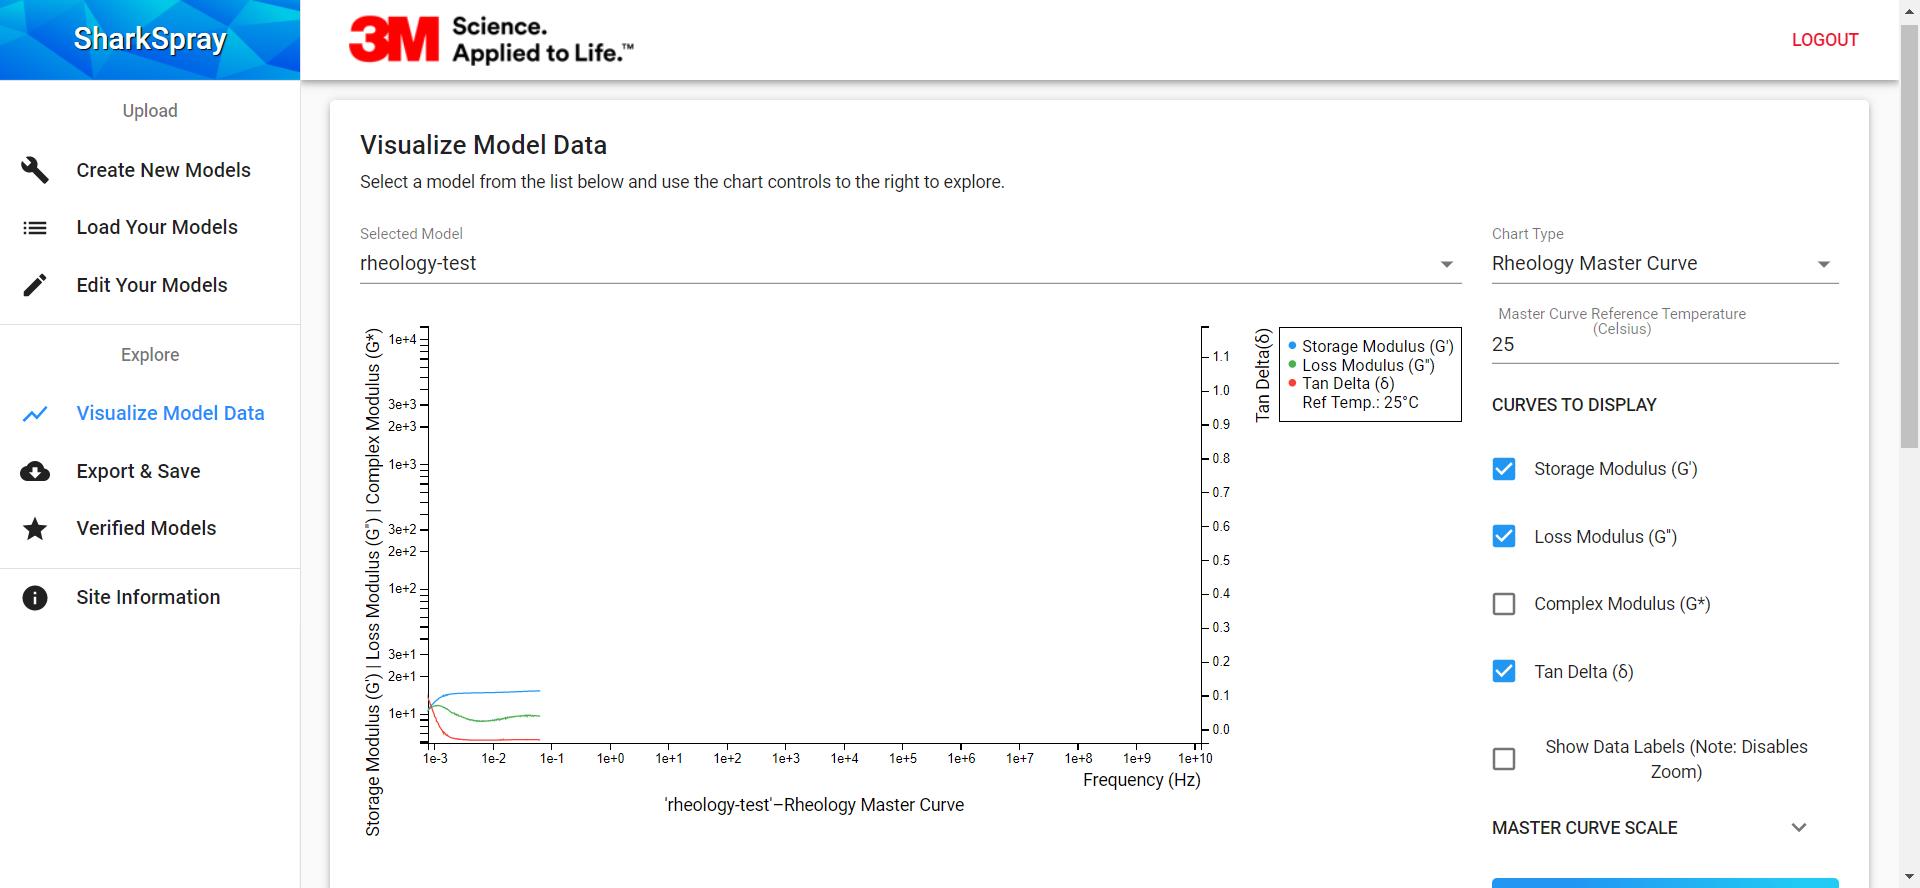 SharkSpray
3M Science.
Applied to Life.™
LOGOUT
Upload
Create New Models
Load Your Models
Edit Your Models
Explore
Visualize Model Data
Export & Save
Verified Models
Site Information
Visualize Model Data
Select a model from the list below and use the chart controls to the right to explore.
Selected Model
rheology-test
Chart Type
Rheology Master Curve
Master Curve Reference Temperature
(Celsius)
25
CURVES TO DISPLAY
Storage Modulus (G')
Loss Modulus (G'')
Complex Modulus (G*)
Tan Delta (δ)
Show Data Labels (Note: Disables
Zoom)
MASTER CURVE SCALE
Storage Modulus (G') | Loss Modulus (G'') | Complex Modulus (G*)
1e+4
3e+3
2e+3
1e+3
3e+2
2e+2
1e+2
3e+1
2e+1
1e+1
1e-3 1e-2 1e-1 1e+0 1e+1 1e+2 1e+3 1e+4 1e+5 1e+6 1e+7 1e+8 1e+9 1e+10
Frequency (Hz)
'rheology-test'–Rheology Master Curve
1.1
1.0
0.9
0.8
0.7
0.6
0.5
0.4
0.3
0.2
0.1
0.0
Tan Delta(δ)
Storage Modulus (G')
Loss Modulus (G'')
Tan Delta (δ)
Ref Temp.: 25°C